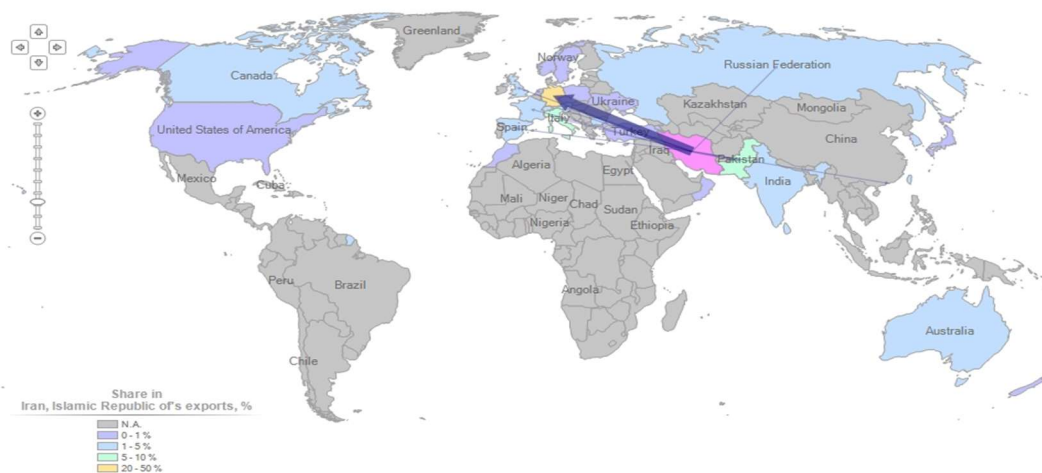 Greenland
Norway
Russian Federation
Canada
Ukraine
Kazakhstan
Mongolia
Italy
Spain
Turkey
United States of America
China
Iraq
Pakistan
Algeria
Egypt
Mexico
India
Cuba
Mali
Niger
Chad
Sudan
Nigeria
Ethiopia
Peru
Brazil
Angola
Australia
Chile
Share in
Iran, Islamic Republic of's exports, %
N.A.
0 - 1 %
1 - 5 %
5 - 10 %
20 - 50 %